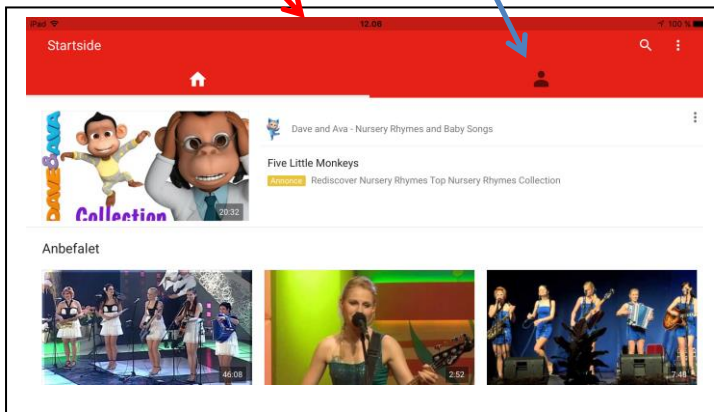 iPad 12.08 100 %
Startside
DAVE&AVA
Collection
20:32
Dave and Ava - Nursery Rhymes and Baby Songs
Five Little Monkeys
Annonce Rediscover Nursery Rhymes Top Nursery Rhymes Collection
Anbefalet
46:08 2:52 7:48